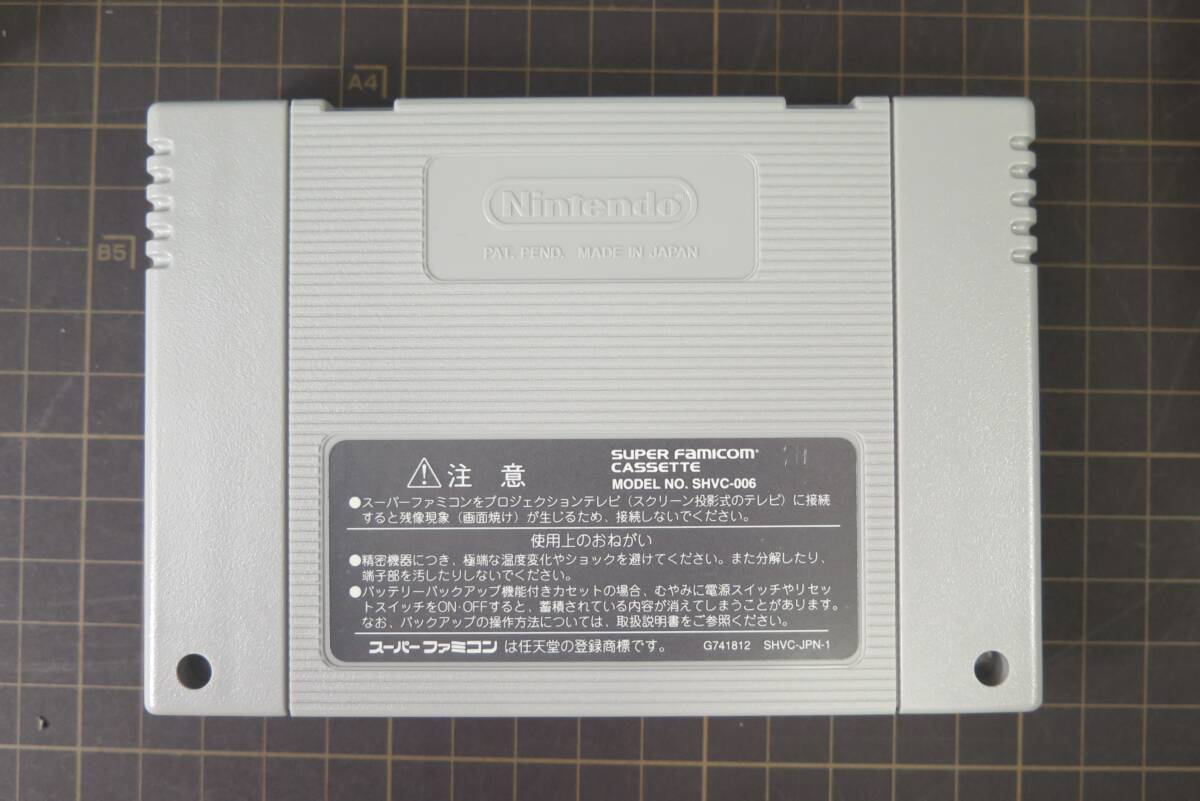 A4
B5
Nintendo
PAT. PEND. MADE IN JAPAN
⚠注 意
SUPER Famicom®
CASSETTE
MODEL NO. SHVC-006
●スーパーファミコンをプロジェクションテレビ(スクリーン投影式のテレビ)に接続
すると残像現象(画面焼け)が生じるため、接続しないでください。
使用上のおねがい
●精密機器につき、極端な温度変化やショックを避けてください。また分解したり、
端子部を汚したりしないでください。
●バッテリーバックアップ機能付きカセットの場合、むやみに電源スイッチやリセッ
トスイッチをON・OFFすると、蓄積されている内容が消えてしまうことがあります。
なお、バックアップの操作方法については、取扱説明書をご参照ください。
スーパーファミコン は任天堂の登録商標です。 G741812 SHVC-JPN-1